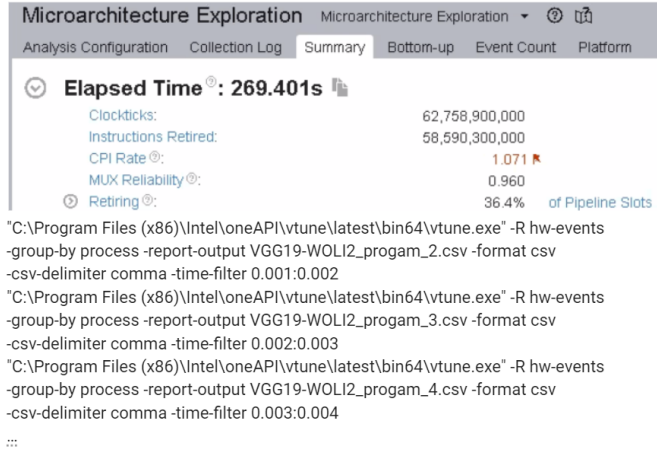 Microarchitecture Exploration Microarchitecture Exploration
Analysis Configuration Collection Log Summary Bottom-up Event Count Platform
Elapsed Time: 269.401s
Clockticks: 62,758,900,000
Instructions Retired: 58,590,300,000
CPI Rate: 1.071
MUX Reliability: 0.960
Retiring: 36.4% of Pipeline Slots
"C:\Program Files (x86)\Intel\oneAPI\vtune\latest\bin64\vtune.exe" -R hw-events
-group-by process -report-output VGG19-WOLI2_progam_2.csv -format csv
-csv-delimiter comma -time-filter 0.001:0.002
"C:\Program Files (x86)\Intel\oneAPI\vtune\latest\bin64\vtune.exe" -R hw-events
-group-by process -report-output VGG19-WOLI2_progam_3.csv -format csv
-csv-delimiter comma -time-filter 0.002:0.003
"C:\Program Files (x86)\Intel\oneAPI\vtune\latest\bin64\vtune.exe" -R hw-events
-group-by process -report-output VGG19-WOLI2_progam_4.csv -format csv
-csv-delimiter comma -time-filter 0.003:0.004
:::